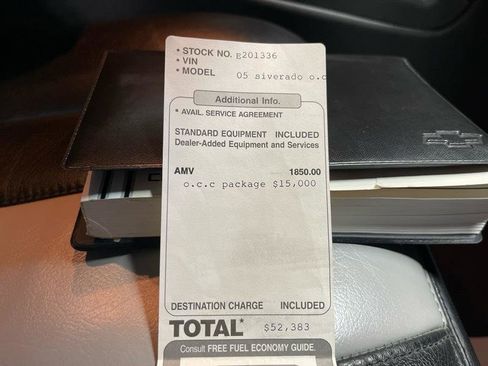 • STOCK NO. g201336
• VIN
• MODEL 05 siverado o.c
Additional Info.
• AVAIL. SERVICE AGREEMENT
STANDARD EQUIPMENT INCLUDED
Dealer-Added Equipment and Services
AMV 1850.00
o.c.c package $15,000
DESTINATION CHARGE INCLUDED
TOTAL* $52,383
Consult FREE FUEL ECONOMY GUIDE.